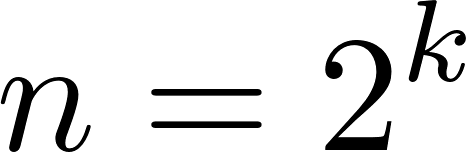 n = 2^k